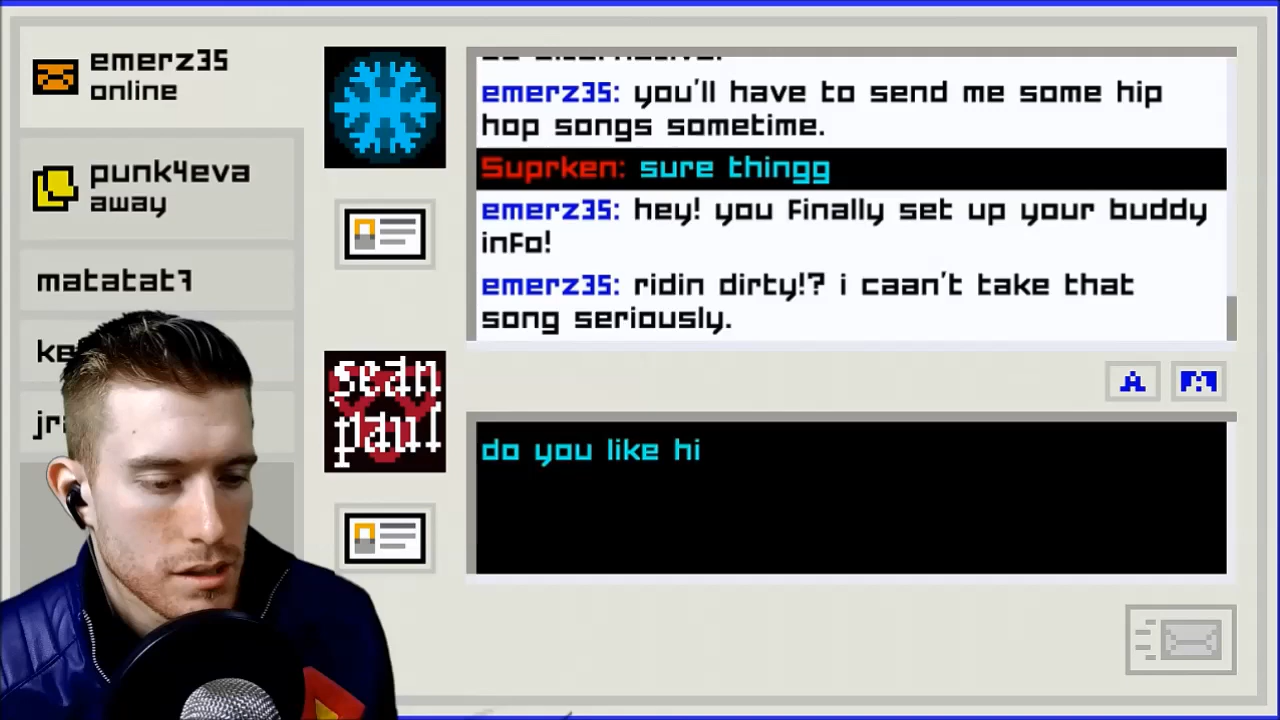 emerz35
online
punk4eva
away
matatat7
emerz35: you'll have to send me some hip
hop songs sometime.
Suprken: sure thingg
emerz35: hey! you finally set up your buddy
info!
emerz35: ridin dirty!? i caan't take that
song seriously.
sean
paul
A
do you like hi